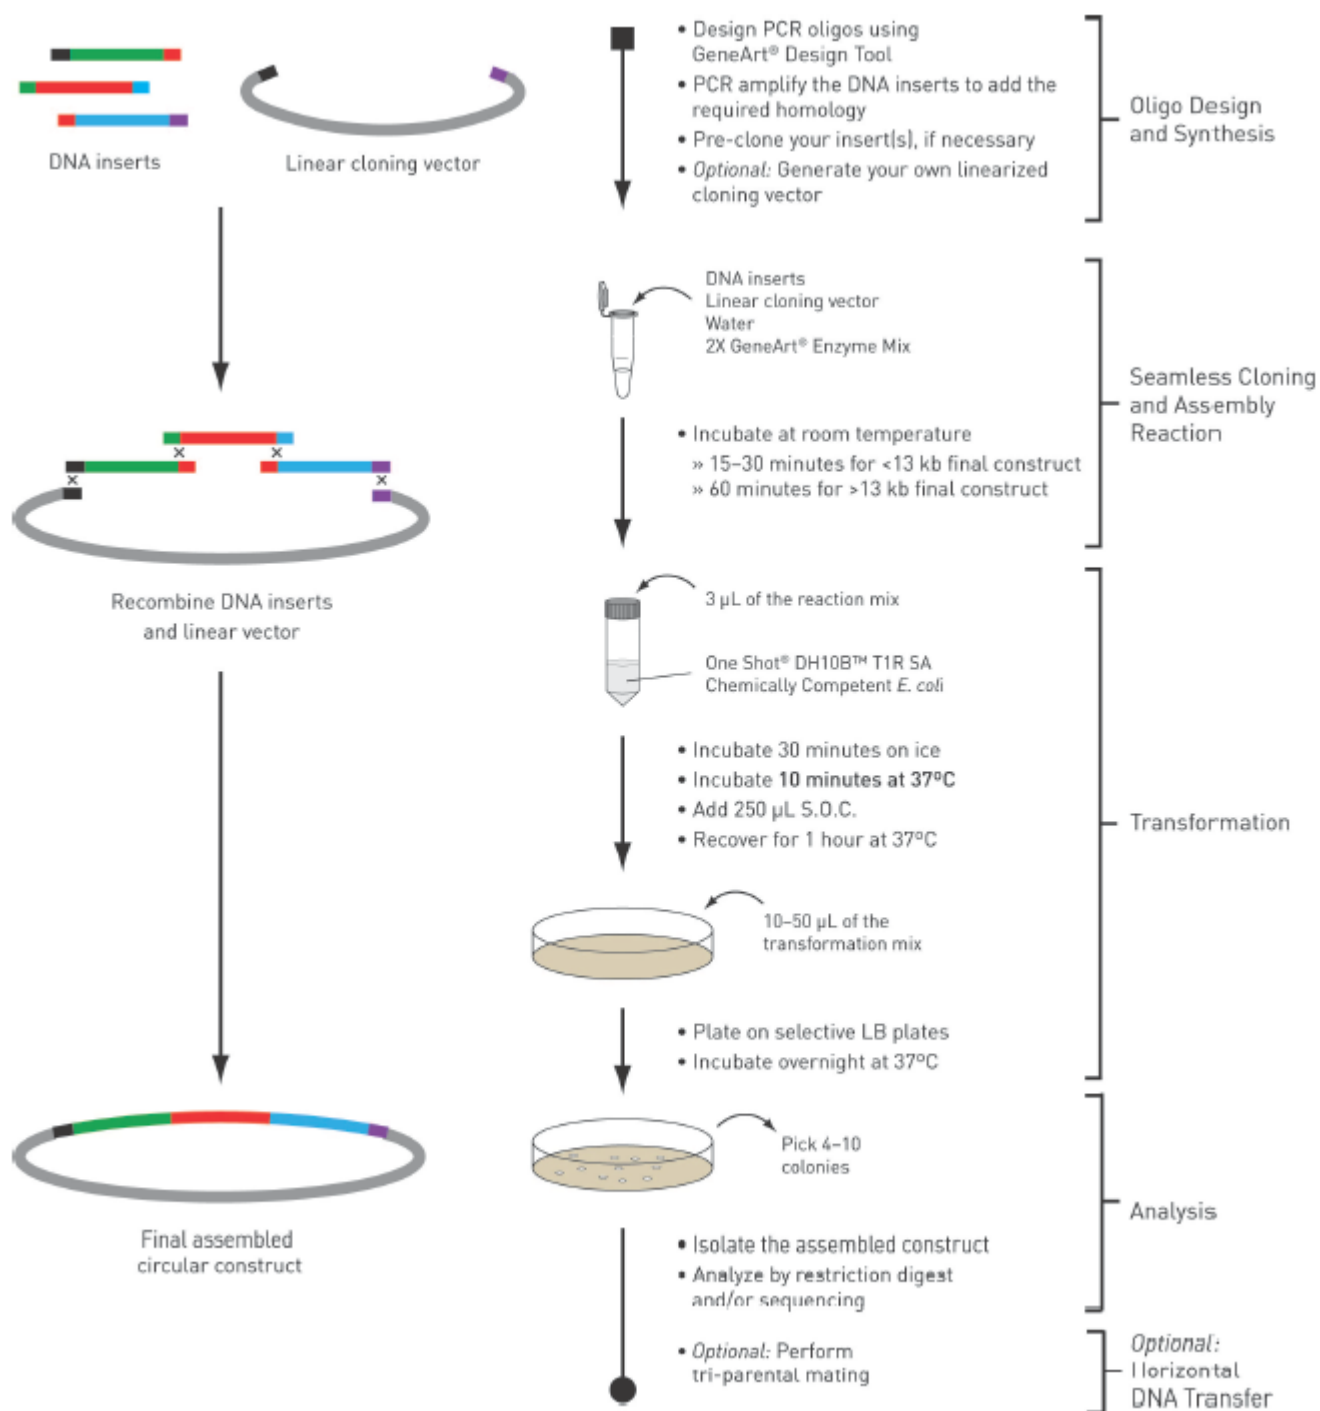 DNA inserts
Linear cloning vector
• Design PCR oligos using
GeneArt® Design Tool
• PCR amplify the DNA inserts to add the
required homology
• Pre-clone your insert(s), if necessary
• Optional: Generate your own linearized
cloning vector
Oligo Design
and Synthesis
DNA inserts
Linear cloning vector
Water
2X GeneArt® Enzyme Mix
• Incubate at room temperature
» 15–30 minutes for <13 kb final construct
» 60 minutes for >13 kb final construct
Seamless Cloning
and Assembly
Reaction
x x
x x
Recombine DNA inserts
and linear vector
3 µL of the reaction mix
One Shot® DH10B™ T1R SA
Chemically Competent E. coli
• Incubate 30 minutes on ice
• Incubate 10 minutes at 37ºC
• Add 250 µL S.O.C.
• Recover for 1 hour at 37ºC
10–50 µL of the
transformation mix
• Plate on selective LB plates
• Incubate overnight at 37ºC
Transformation
Final assembled
circular construct
Pick 4–10
colonies
• Isolate the assembled construct
• Analyze by restriction digest
and/or sequencing
Analysis
• Optional: Perform
tri-parental mating
Optional:
Horizontal
DNA Transfer